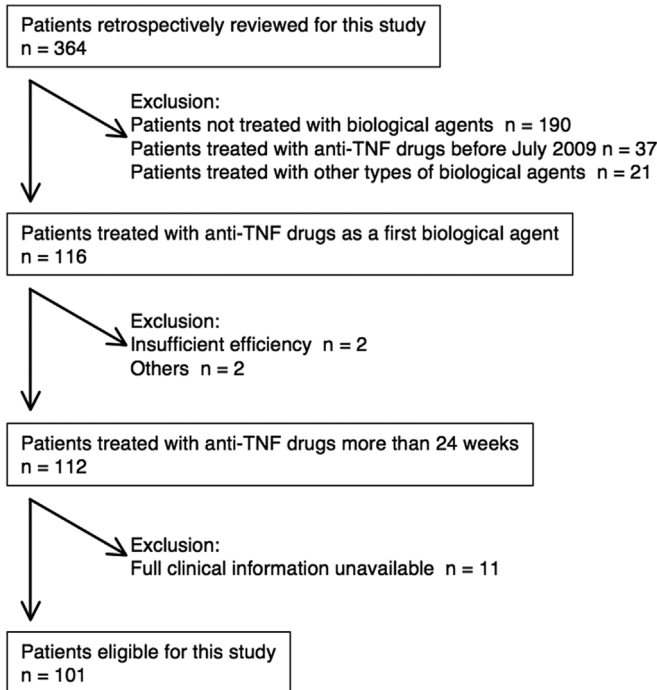 Patients retrospectively reviewed for this study
n = 364
Exclusion:
Patients not treated with biological agents n = 190
Patients treated with anti-TNF drugs before July 2009 n = 37
Patients treated with other types of biological agents n = 21
Patients treated with anti-TNF drugs as a first biological agent
n = 116
Exclusion:
Insufficient efficiency n = 2
Others n = 2
Patients treated with anti-TNF drugs more than 24 weeks
n = 112
Exclusion:
Full clinical information unavailable n = 11
Patients eligible for this study
n = 101